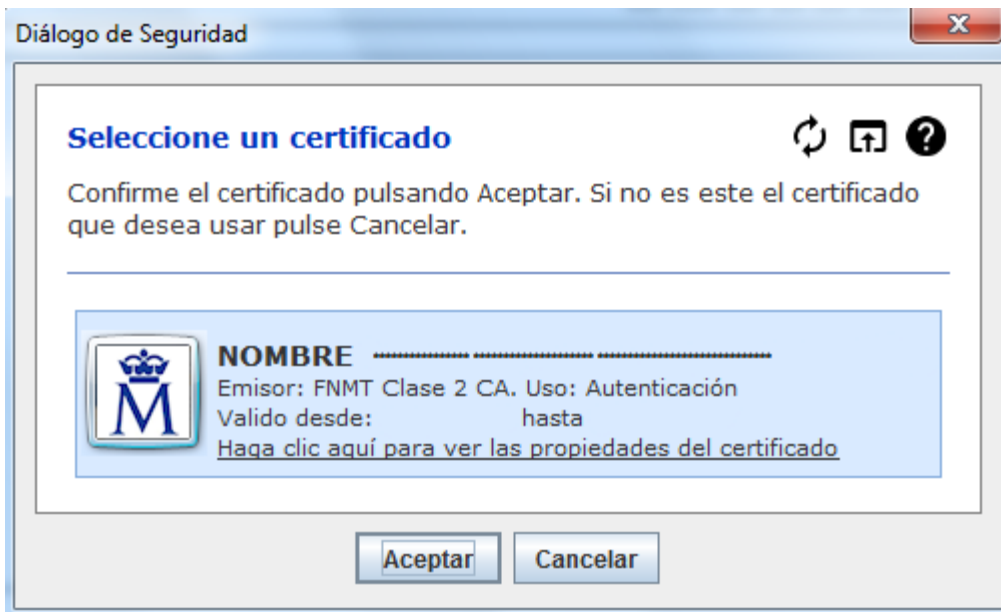 Diálogo de Seguridad
Seleccione un certificado
Confirme el certificado pulsando Aceptar. Si no es este el certificado
que desea usar pulse Cancelar.
NOMBRE
Emisor: FNMT Clase 2 CA. Uso: Autenticación
Valido desde: hasta
Haga clic aquí para ver las propiedades del certificado
Aceptar Cancelar